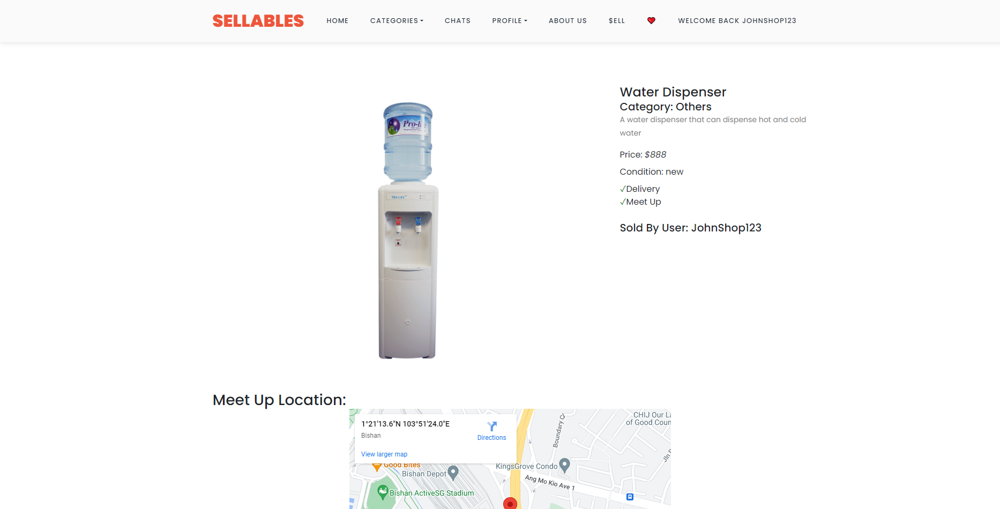 SELLABLES
HOME
CATEGORIES
CHATS
PROFILE
ABOUT US
$ELL
WELCOME BACK JOHNSHOP123
Pro-li
PRO-LIFE
Water Dispenser
Category: Others
A water dispenser that can dispense hot and cold
water
Price: $888
Condition: new
✓Delivery
✓Meet Up
Sold By User: JohnShop123
Meet Up Location:
1°21'13.6"N 103°51'24.0"E
Bishan
Directions
View larger map
Good Bites
Bishan Depot
Bishan ActiveSG Stadium
KingsGrove Condo
Ang Mo Kio Ave 1
Boundary Cl
CHIJ Our La
of Good Coun
Jln